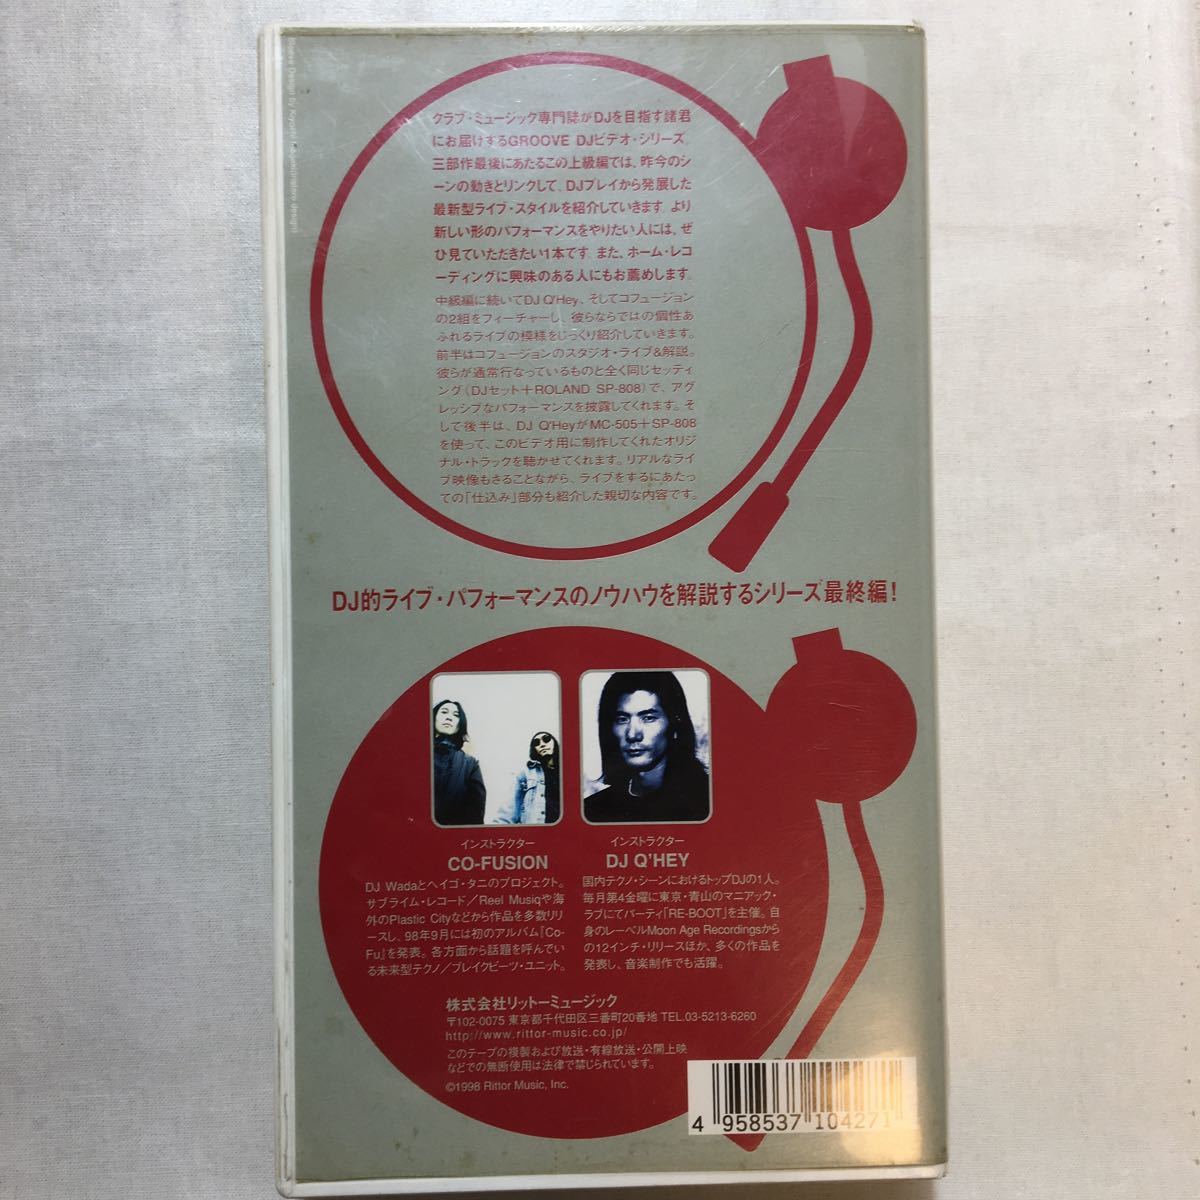 クラブ・ミュージック専門誌がDJを目指す諸君
にお届けするGROOVE DJビデオ・シリーズ。
三部作最後にあたるこの上級編では、昨今のシ
ーンの動きとリンクして、DJプレイから発展した
最新型ライブ・スタイルを紹介していきます。より
新しい形のパフォーマンスをやりたい人には、ぜ
ひ見ていただきたい1本です。また、ホーム・レコ
ーディングに興味のある人にもお薦めします。
中級編に続いてDJ Q'Hey、そしてコフュージョン
の2組をフィーチャーし、彼らならではの個性あ
ふれるライブの模様をじっくり紹介していきます。
前半はコフュージョンのスタジオ・ライブ&解説。
彼らが通常行なっているものと全く同じセッティ
ング(DJセット+ROLAND SP-808)で、アグ
レッシブなパフォーマンスを披露してくれます。そ
して後半は、DJ Q'HeyがMC-505+SP-808
を使って、このビデオ用に制作してくれたオリジ
ナル・トラックを聴かせてくれます。リアルなライ
ブ映像もさることながら、ライブをするにあたっ
ての「仕込み」部分も紹介した親切な内容です。
DJ的ライブ・パフォーマンスのノウハウを解説するシリーズ最終編!
インストラクター
CO-FUSION
DJ Wadaとヘイゴ・タニのプロジェクト。
サブライム・レコード/Reel Musiqや海
外のPlastic Cityなどから作品を多数リリ
ースし、98年9月には初のアルバム『Co-
Fu』を発表。各方面から話題を呼んでい
る未来型テクノ/ブレイクビーツ・ユニット。
インストラクター
DJ Q'HEY
国内テクノ・シーンにおけるトップDJの1人。
毎月第4金曜に東京・青山のマニアック・
ラブにてパーティ「RE-BOOT」を主催。自
身のレーベルMoon Age Recordingsから
の12インチ・リリースほか、多くの作品を
発表し、音楽制作でも活躍。
株式会社リットーミュージック
〒102-0075 東京都千代田区三番町20番地 TEL.03-5213-6260
http://www.rittor-music.co.jp/
このテープの複製および放送・有線放送・公開上映
などでの無断使用は法律で禁じられています。
©1998 Rittor Music, Inc.
4 958537 104271